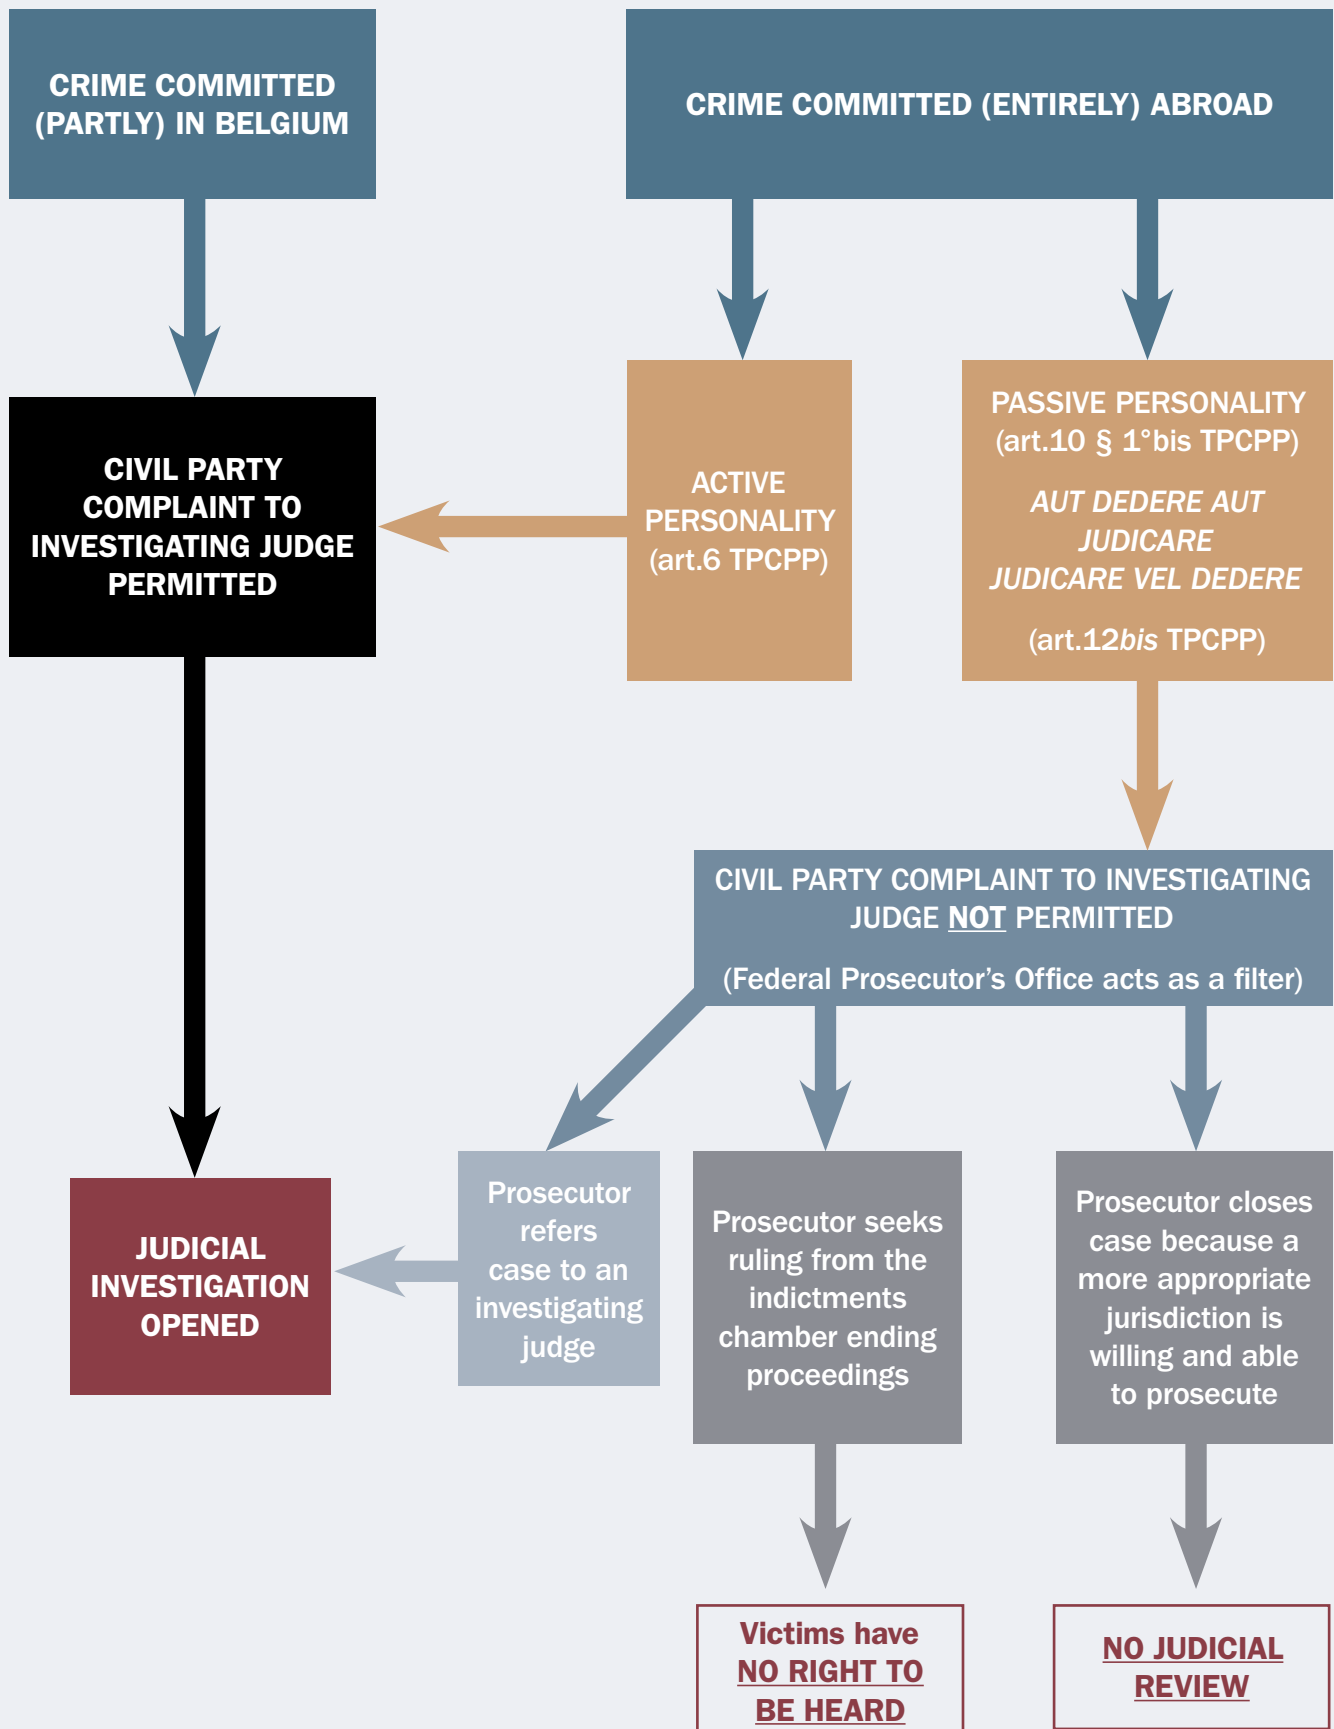 CRIME COMMITTED
(PARTLY) IN BELGIUM
CRIME COMMITTED (ENTIRELY) ABROAD
CIVIL PARTY
COMPLAINT TO
INVESTIGATING JUDGE
PERMITTED
ACTIVE
PERSONALITY
(art.6 TPCPP)
PASSIVE PERSONALITY
(art.10 § 1°bis TPCPP)
AUT DEDERE AUT
JUDICARE
JUDICARE VEL DEDERE
(art.12bis TPCPP)
CIVIL PARTY COMPLAINT TO INVESTIGATING
JUDGE NOT PERMITTED
(Federal Prosecutor's Office acts as a filter)
JUDICIAL
INVESTIGATION
OPENED
Prosecutor
refers
case to an
investigating
judge
Prosecutor seeks
ruling from the
indictments
chamber ending
proceedings
Prosecutor closes
case because a
more appropriate
jurisdiction is
willing and able
to prosecute
Victims have
NO RIGHT TO
BE HEARD
NO JUDICIAL
REVIEW